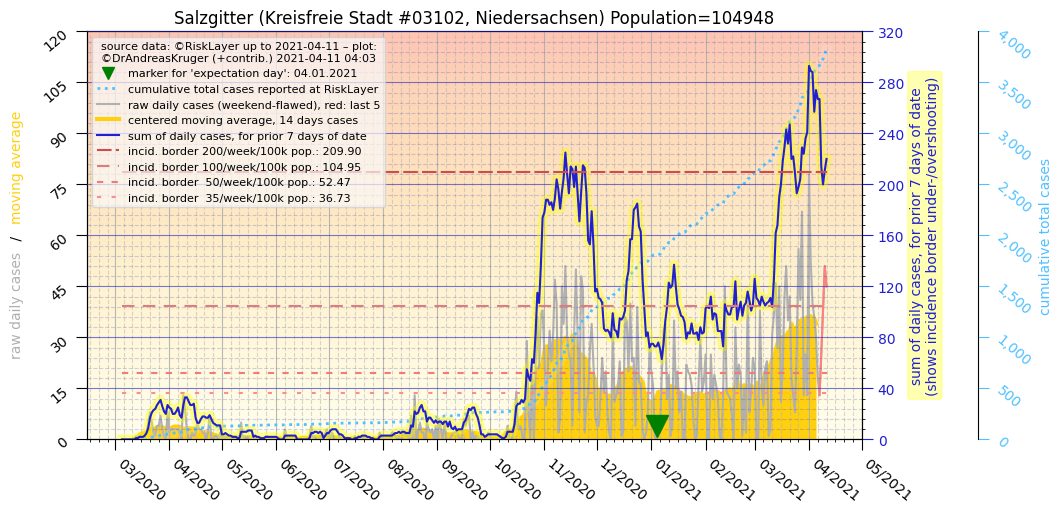 Salzgitter (Kreisfreie Stadt #03102, Niedersachsen) Population=104948
source data: ©RiskLayer up to 2021-04-11 – plot:
©DrAndreasKruger (+contrib.) 2021-04-11 04:03
marker for 'expectation day': 04.01.2021
cumulative total cases reported at RiskLayer
raw daily cases (weekend-flawed), red: last 5
centered moving average, 14 days cases
sum of daily cases, for prior 7 days of date
incid. border 200/week/100k pop.: 209.90
incid. border 100/week/100k pop.: 104.95
incid. border  50/week/100k pop.: 52.47
incid. border  35/week/100k pop.: 36.73
raw daily cases / moving average
120
105
90
75
60
45
30
15
0
03/2020
04/2020
05/2020
06/2020
07/2020
08/2020
09/2020
10/2020
11/2020
12/2020
01/2021
02/2021
03/2021
04/2021
05/2021
320
280
240
200
160
120
80
40
0
sum of daily cases, for prior 7 days of date
(shows incidence border under-/overshooting)
4,000
3,500
3,000
2,500
2,000
1,500
1,000
500
0
cumulative total cases